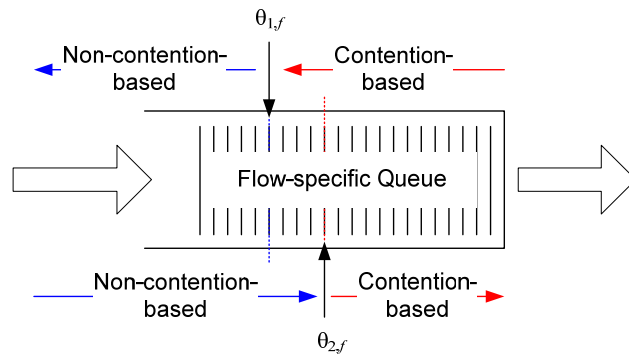 θ1,f
Non-contention-
based
Contention-
based
Flow-specific Queue
Non-contention-
based
Contention-
based
θ2,f